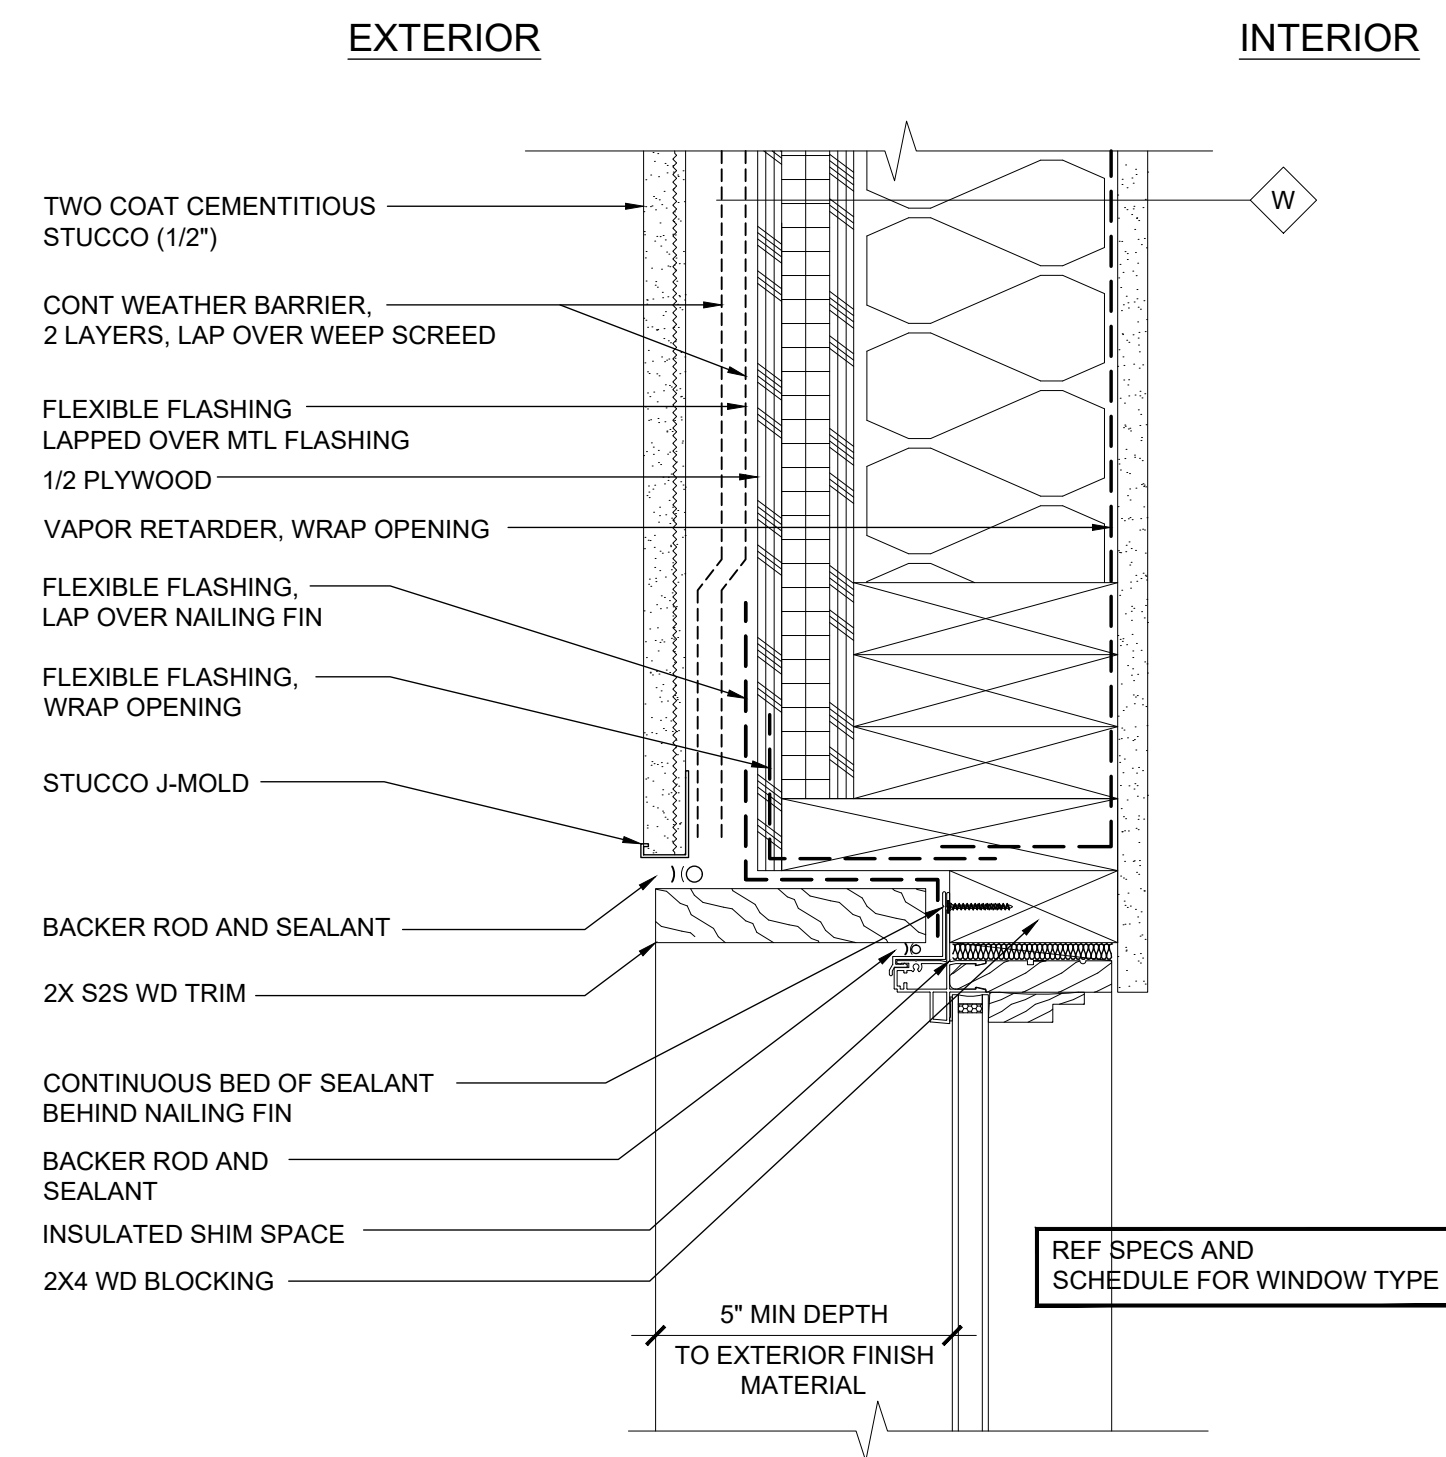 EXTERIOR
INTERIOR
TWO COAT CEMENTITIOUS
STUCCO (1/2")
W
CONT WEATHER BARRIER,
2 LAYERS, LAP OVER WEEP SCREED
FLEXIBLE FLASHING
LAPPED OVER MTL FLASHING
1/2 PLYWOOD
VAPOR RETARDER, WRAP OPENING
FLEXIBLE FLASHING,
LAP OVER NAILING FIN
FLEXIBLE FLASHING,
WRAP OPENING
STUCCO J-MOLD
BACKER ROD AND SEALANT
2X S2S WD TRIM
CONTINUOUS BED OF SEALANT
BEHIND NAILING FIN
BACKER ROD AND
SEALANT
INSULATED SHIM SPACE
2X4 WD BLOCKING
REF SPECS AND
SCHEDULE FOR WINDOW TYPE
5" MIN DEPTH
TO EXTERIOR FINISH
MATERIAL